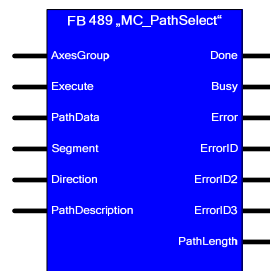 FB 489 „MC_PathSelect“
AxesGroup Done
Execute Busy
PathData Error
Segment ErrorID
Direction ErrorID2
PathDescription ErrorID3
PathLength